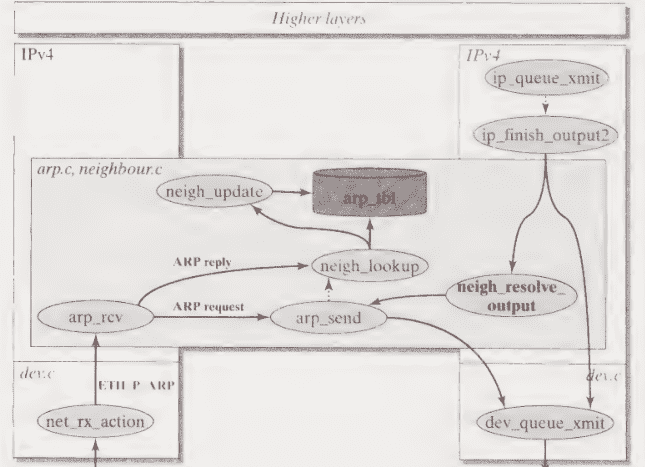 Higher layers
IPv4
IPv4
ip_queue_xmit
ip_finish_output2
arp.c, neighbour.c
neigh_update
arp_tbl
ARP reply
neigh_lookup
neigh_resolve_
output
ARP request
arp_rcv
arp_send
dev.c
dev.c
ETH_P_ARP
net_rx_action
dev_queue_xmit